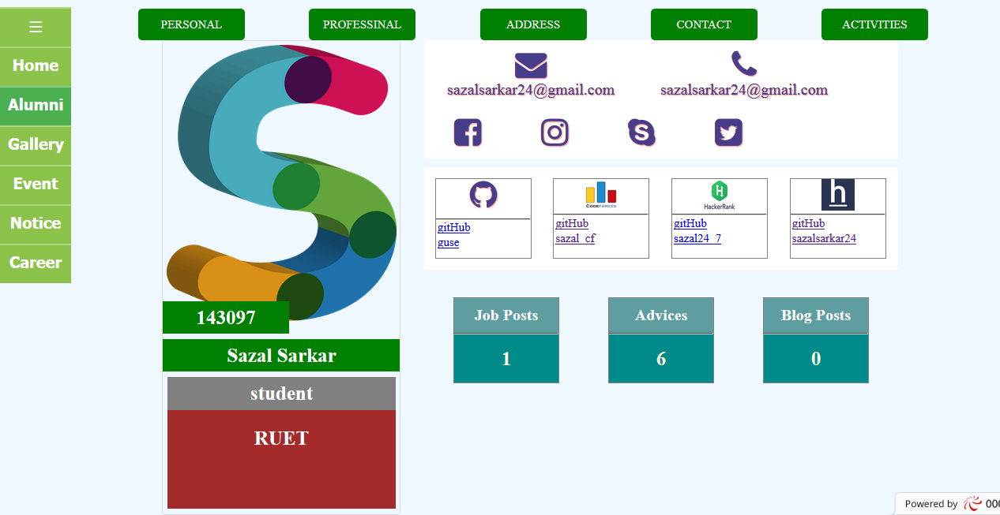 ☰
Home
Alumni
Gallery
Event
Notice
Career
PERSONAL
PROFESSINAL
ADDRESS
CONTACT
ACTIVITIES
143097
Sazal Sarkar
student
RUET
sazalsarkar24@gmail.com
sazalsarkar24@gmail.com
gitHub
guse
CODEFORCES
gitHub
sazal_cf
H
HackerRank
gitHub
sazal24_7
h
gitHub
sazalsarkar24
Job Posts
1
Advices
6
Blog Posts
0
Powered by 000